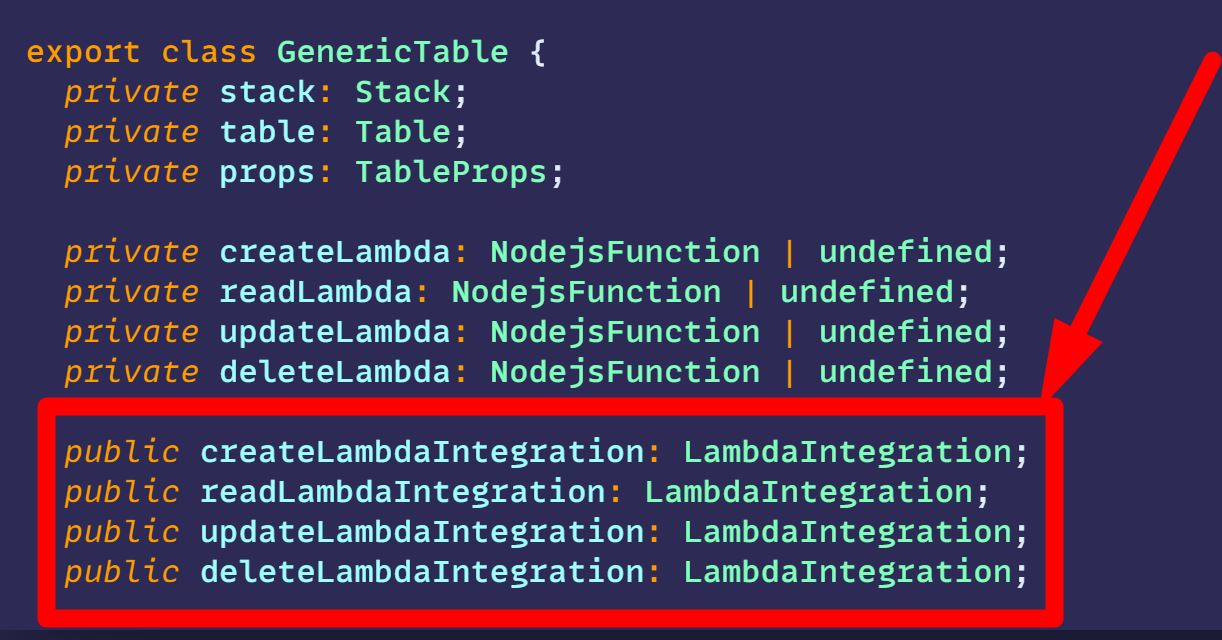 export class GenericTable {
private stack: Stack;
private table: Table;
private props: TableProps;
private createLambda: NodejsFunction | undefined;
private readLambda: NodejsFunction | undefined;
private updateLambda: NodejsFunction | undefined;
private deleteLambda: NodejsFunction | undefined;
public createLambdaIntegration: LambdaIntegration;
public readLambdaIntegration: LambdaIntegration;
public updateLambdaIntegration: LambdaIntegration;
public deleteLambdaIntegration: LambdaIntegration;